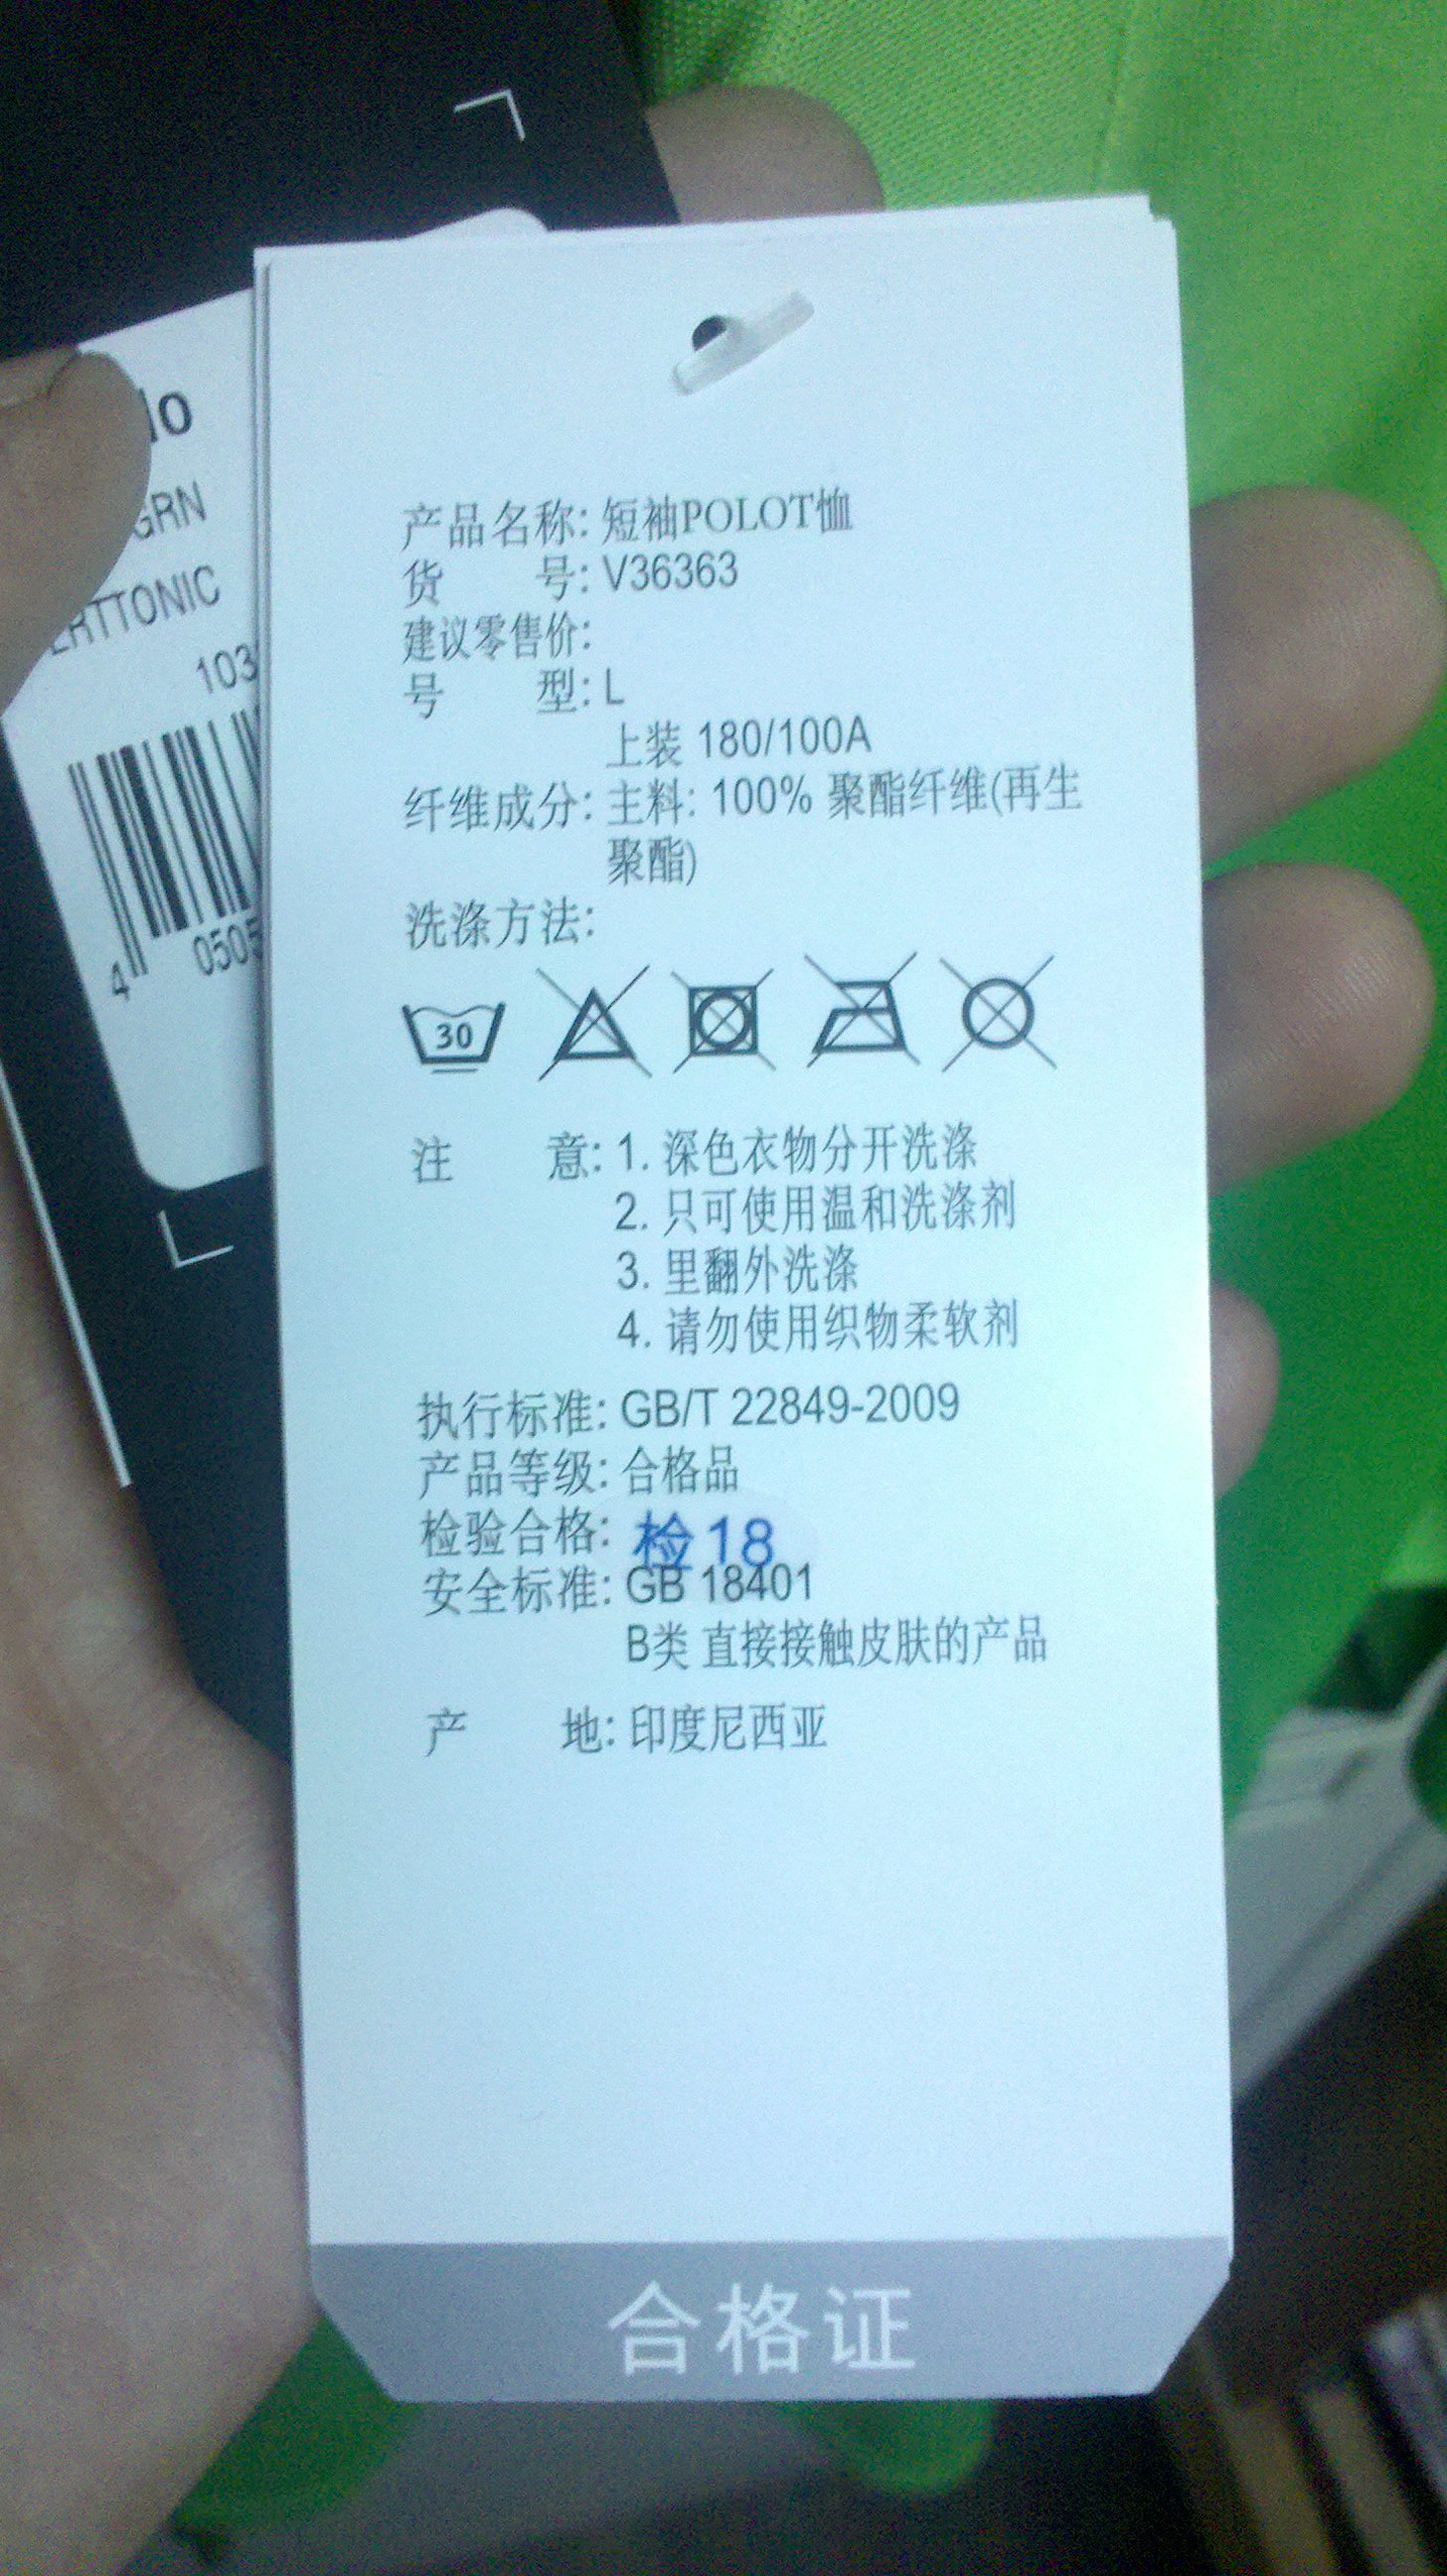 产品名称: 短袖POLOT恤
货 号: V36363
建议零售价:
号 型: L
上装 180/100A
纤维成分: 主料: 100% 聚酯纤维(再生
聚酯)
洗涤方法:
30
注 意: 1. 深色衣物分开洗涤
2. 只可使用温和洗涤剂
3. 里翻外洗涤
4. 请勿使用织物柔软剂
执行标准: GB/T 22849-2009
产品等级: 合格品
检验合格: 检18
安全标准: GB 18401
B类 直接接触皮肤的产品
产 地: 印度尼西亚
合格证
lo
GRN
ERTTONIC
103
4 0505